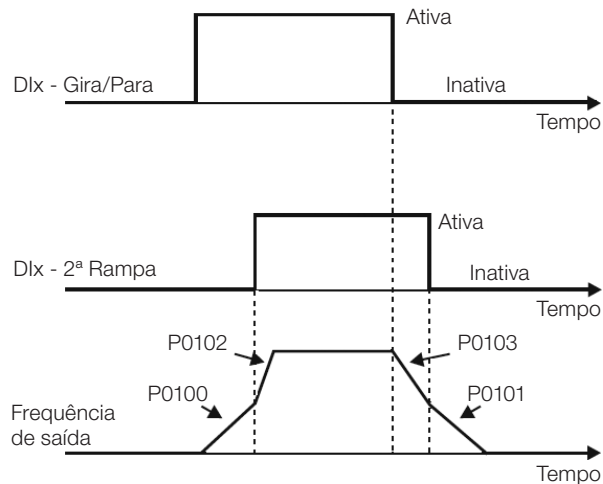 Ativa
DIx - Gira/Para
Inativa
Tempo
Ativa
DIx - 2ª Rampa
Inativa
Tempo
P0102
P0103
P0100
P0101
Frequência
de saída
Tempo